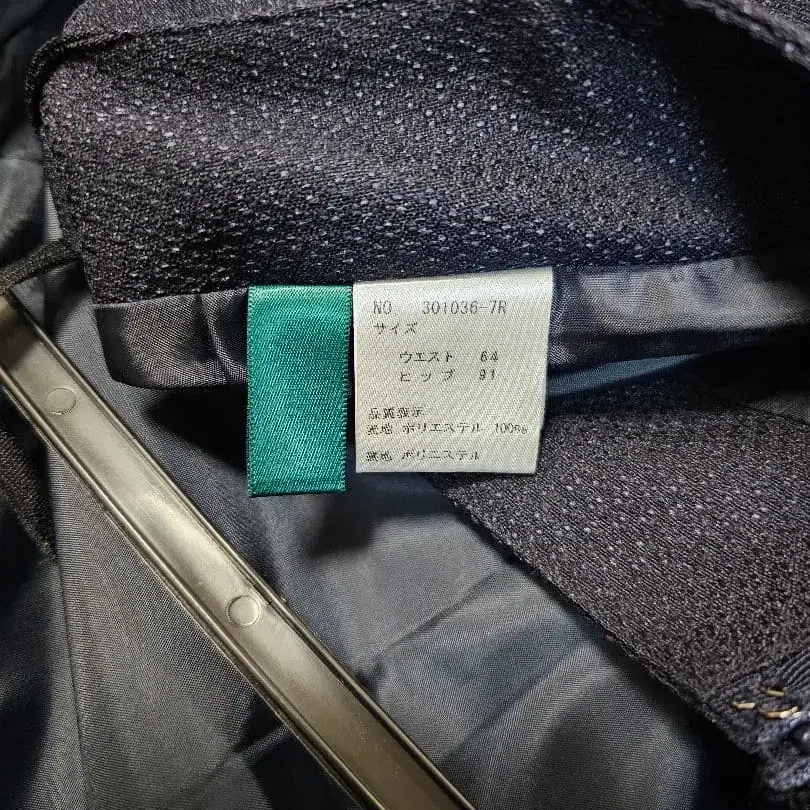 NO 301036-7R
サイズ
ウエスト 64
ヒップ 91
品質表示
表地 ポリエステル 100%
裏地 ポリエステル